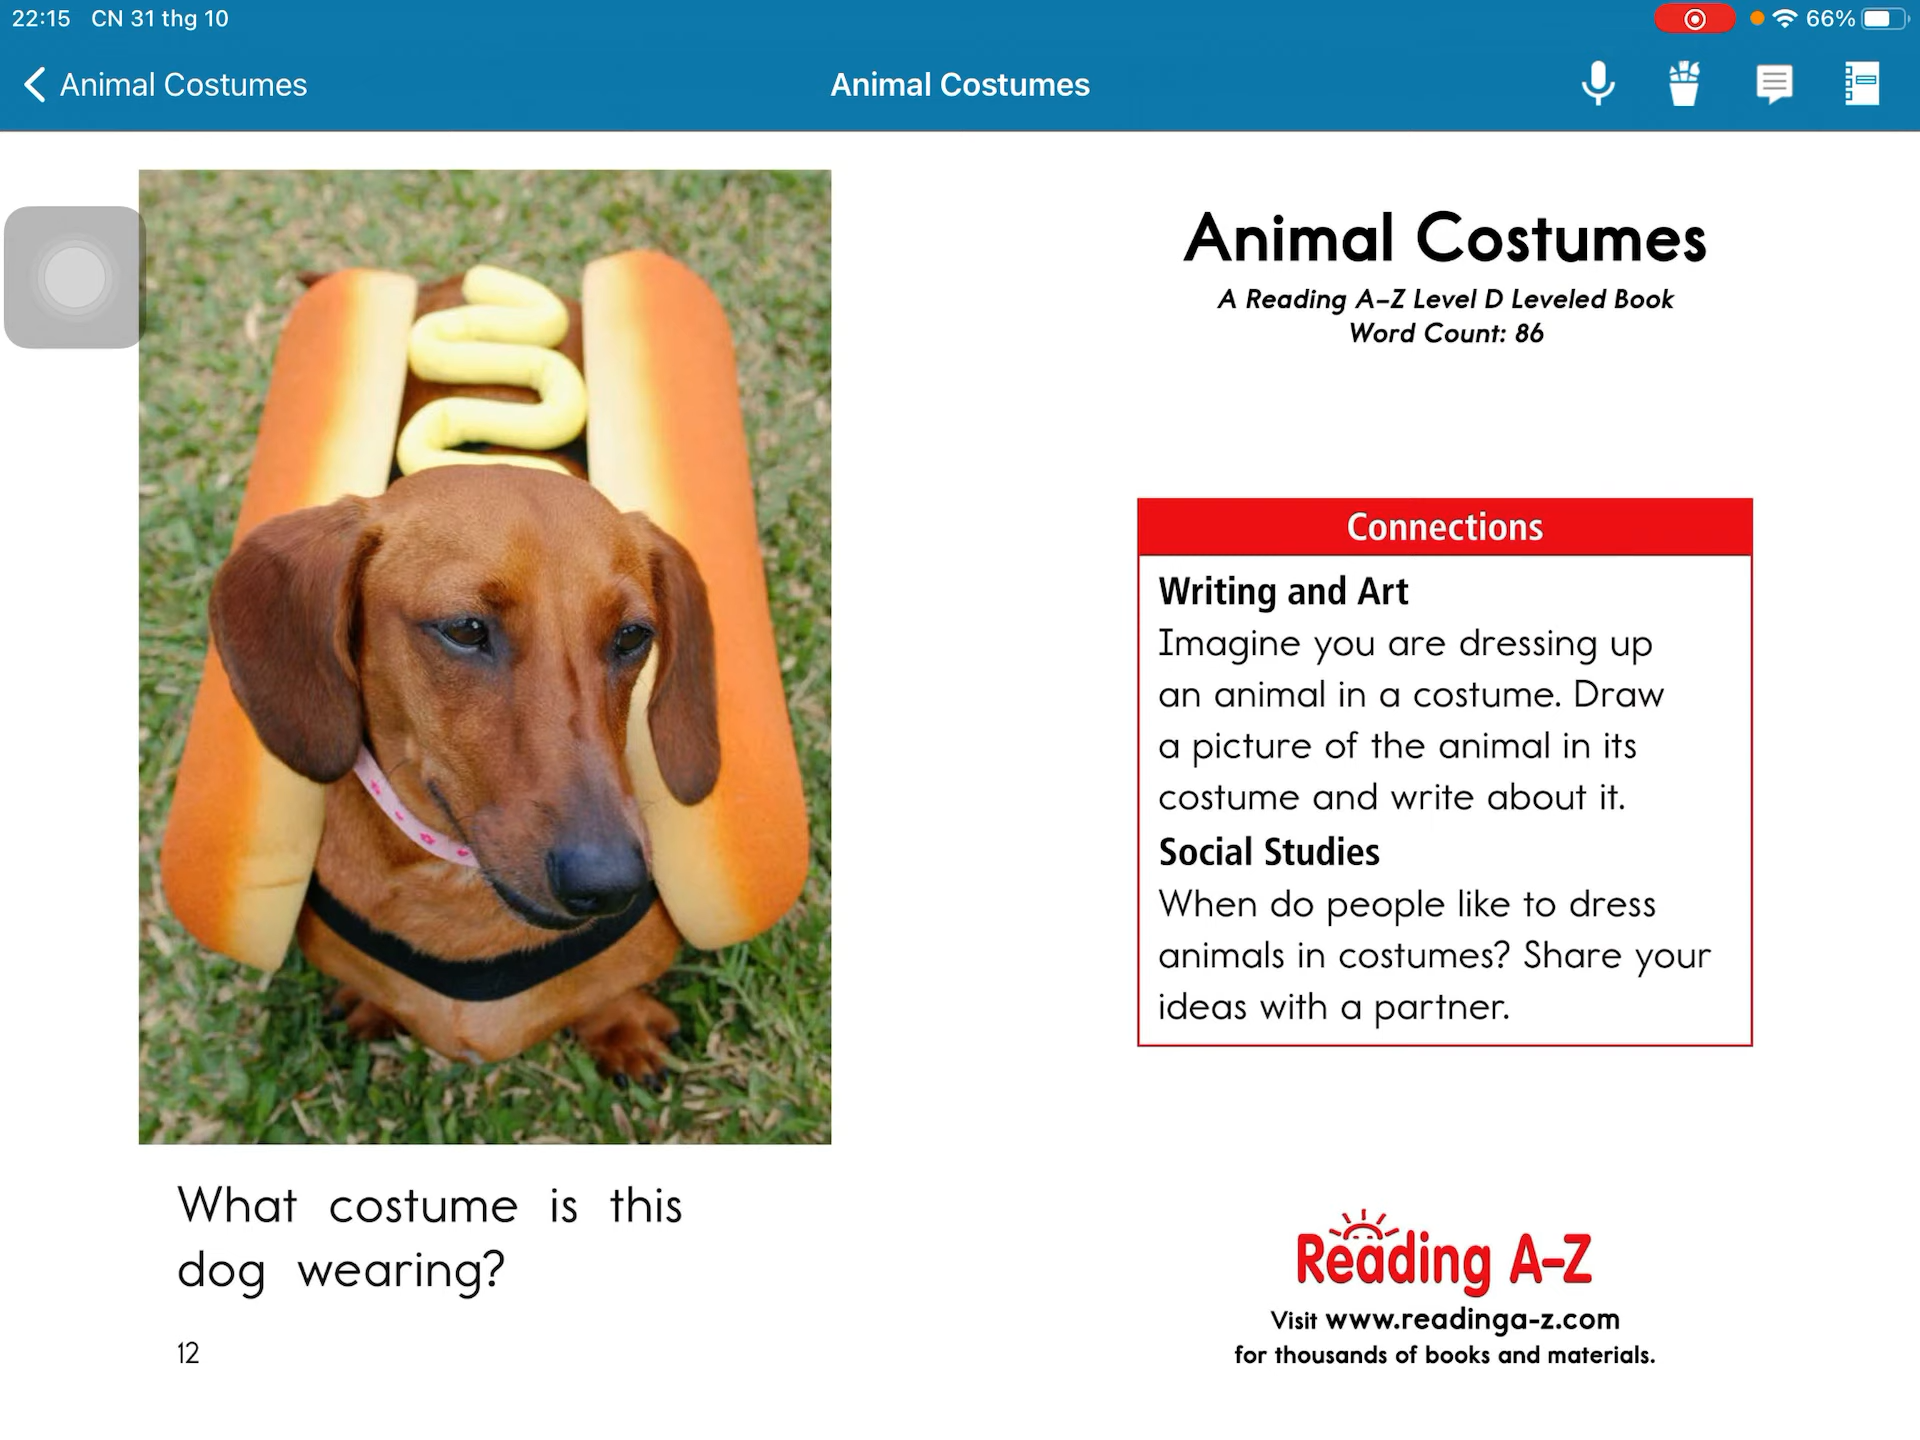 22:15 CN 31 thg 10
66%
Animal Costumes
Animal Costumes
What costume is this
dog wearing?
12
Animal Costumes
A Reading A–Z Level D Leveled Book
Word Count: 86
Connections
Writing and Art
Imagine you are dressing up
an animal in a costume. Draw
a picture of the animal in its
costume and write about it.
Social Studies
When do people like to dress
animals in costumes? Share your
ideas with a partner.
Reading A–Z
Visit www.readinga-z.com
for thousands of books and materials.